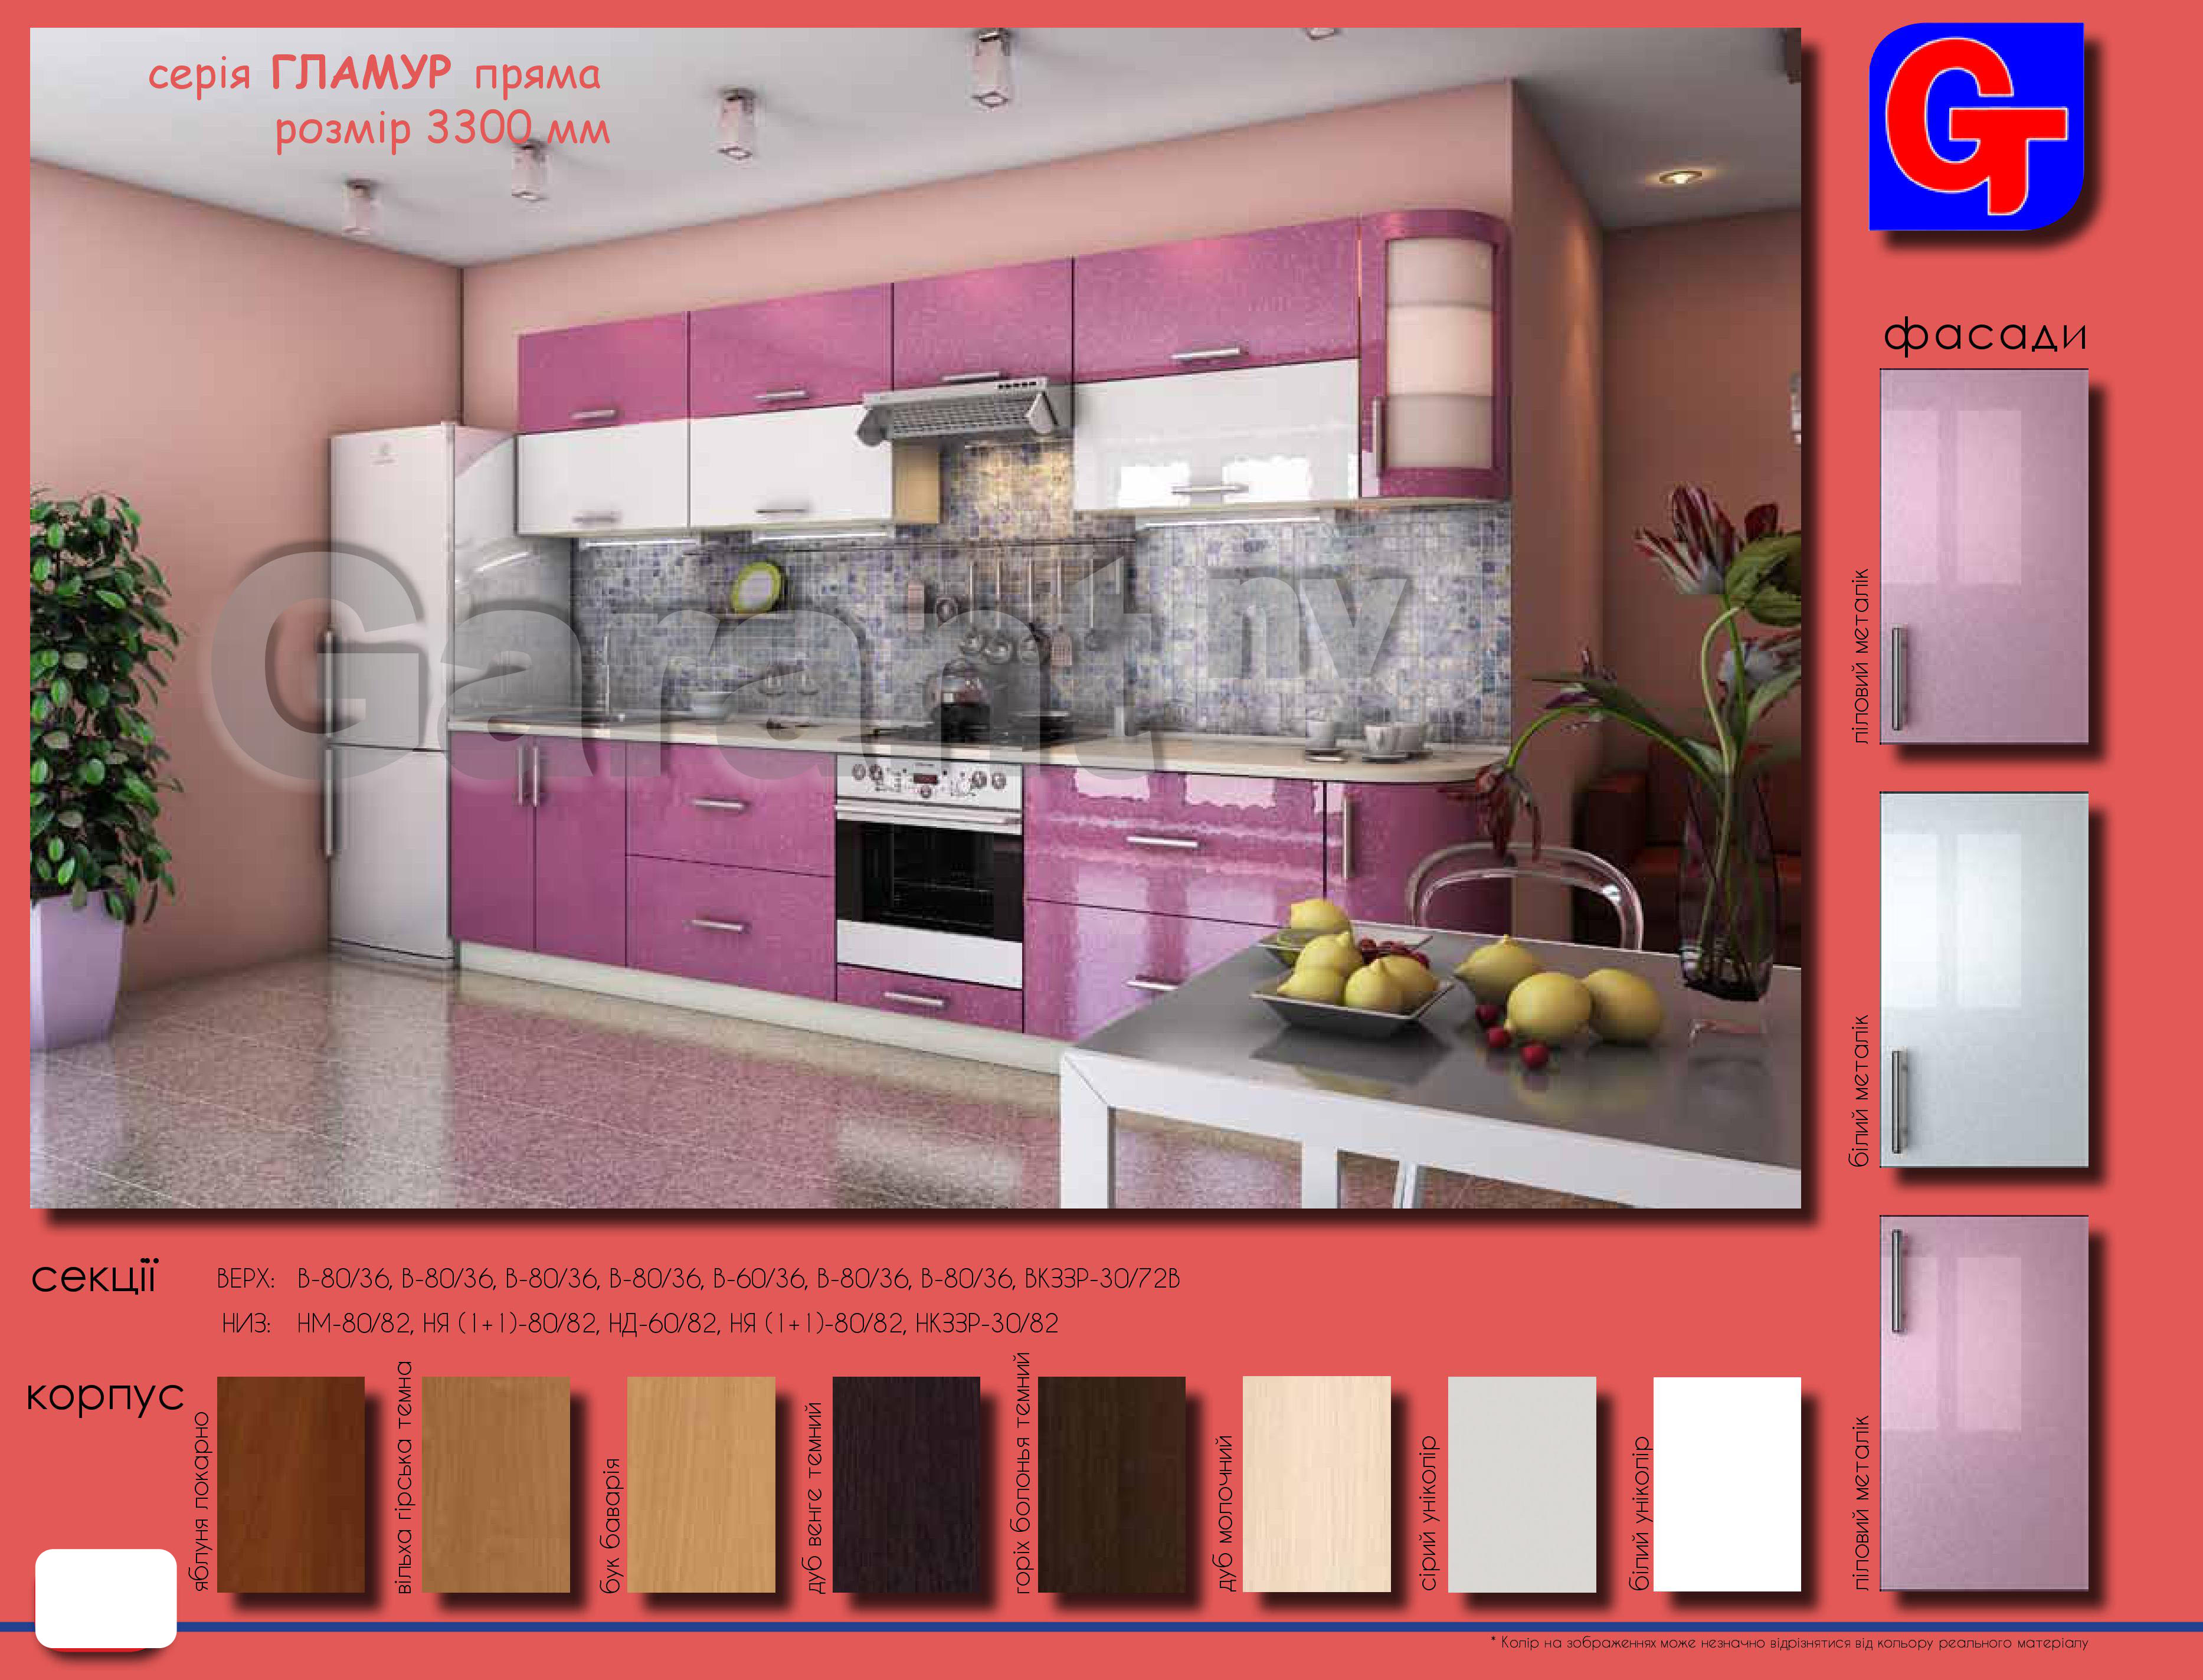 серія ГЛАМУР пряма
розмір 3300 мм
GT
фасади
Garant nv
ліловий металік
білий металік
ліловий металік
секції
ВЕРХ: В-80/36, В-80/36, В-80/36, В-80/36, В-60/36, В-80/36, В-80/36, ВКЗЗР-30/72В
НИЗ: НМ-80/82, НЯ (1+1)-80/82, НД-60/82, НЯ (1+1)-80/82, НКЗЗР-30/82
корпус
яблуня локарно
вільха гірська темна
бук баварія
дуб венге темний
горіх болонья темний
дуб молочний
сірий уніколір
білий уніколір
* Колір на зображеннях може незначно відрізнятися від кольору реального матеріалу